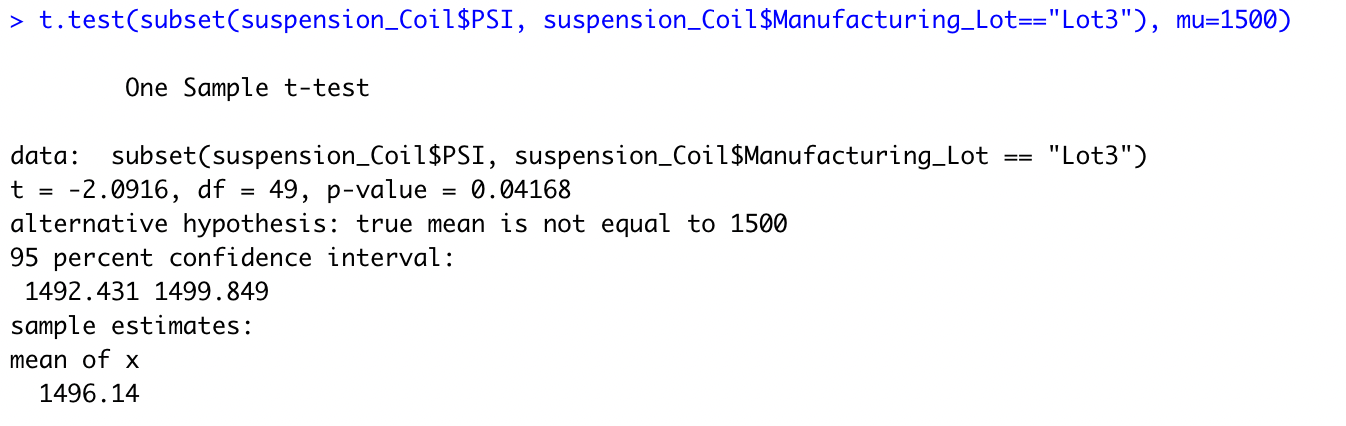 > t.test(subset(suspension_Coil$PSI, suspension_Coil$Manufacturing_Lot=="Lot3"), mu=1500)
One Sample t-test
data:  subset(suspension_Coil$PSI, suspension_Coil$Manufacturing_Lot == "Lot3")
t = -2.0916, df = 49, p-value = 0.04168
alternative hypothesis: true mean is not equal to 1500
95 percent confidence interval:
 1492.431 1499.849
sample estimates:
mean of x
  1496.14